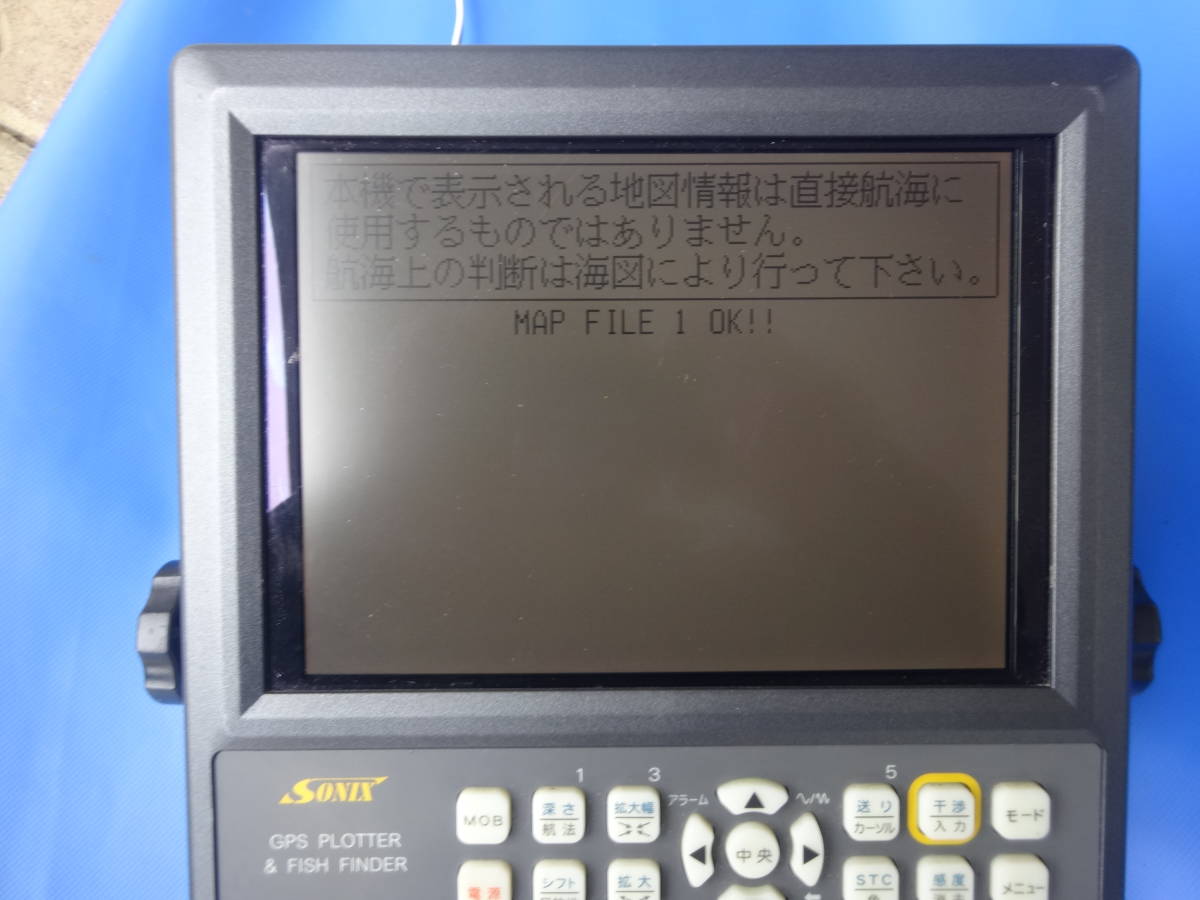 本機で表示される地図情報は直接航海に
使用するものではありません。
航海上の判断は海図により行って下さい。
MAP FILE 1 OK!!
SONIX
GPS PLOTTER
& FISH FINDER
1 3 5
アラーム
MOB
深さ
航法
拡大幅
中央
送り
カーソル
干渉
入力
モード
電源
シフト
拡大
STC
感度
メニュー